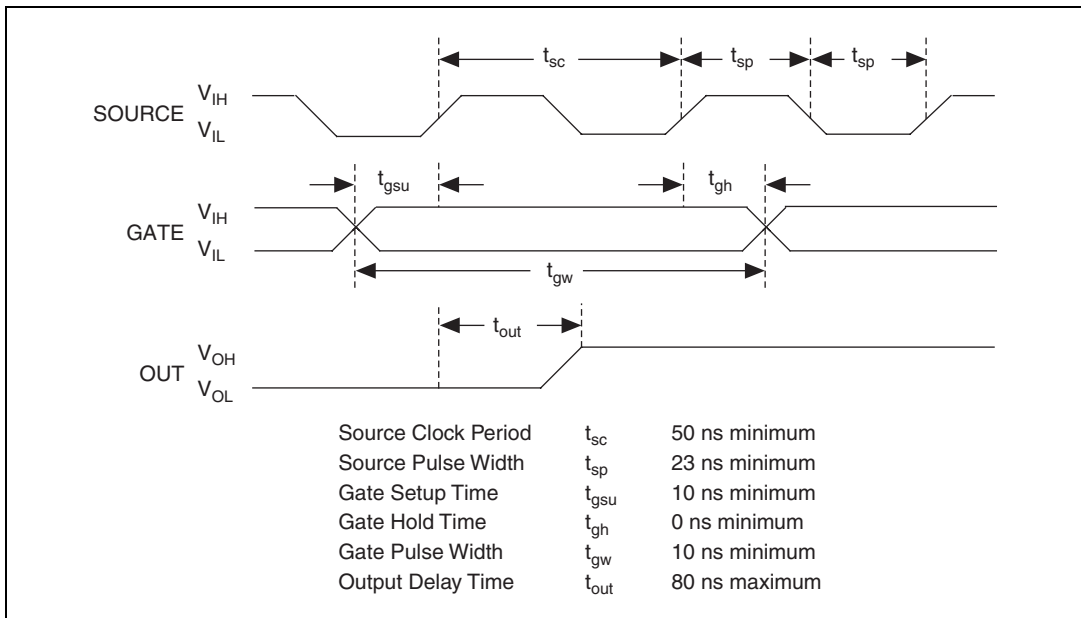 t_sc t_sp t_sp
SOURCE V_IH
V_IL
t_gsu t_gh
GATE V_IH
V_IL
t_gw
t_out
OUT V_OH
V_OL
Source Clock Period t_sc 50 ns minimum
Source Pulse Width t_sp 23 ns minimum
Gate Setup Time t_gsu 10 ns minimum
Gate Hold Time t_gh 0 ns minimum
Gate Pulse Width t_gw 10 ns minimum
Output Delay Time t_out 80 ns maximum